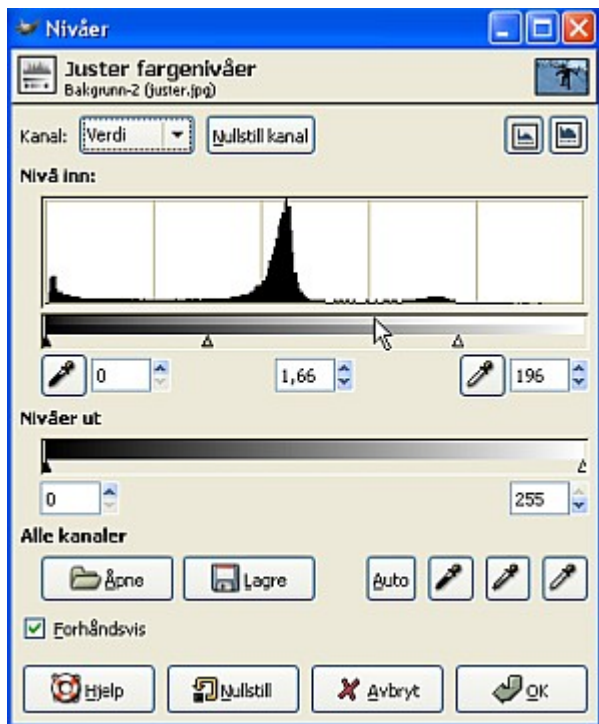 Nivåer
Juster fargenivåer
Bakgrunn-2 (juster.jpg)
Kanal: Verdi Nullstill kanal
Nivå inn:
0 1,66 196
Nivåer ut
0 255
Alle kanaler
Åpne Lagre Auto
Forhåndsvis
Hjelp Nullstill Avbryt OK